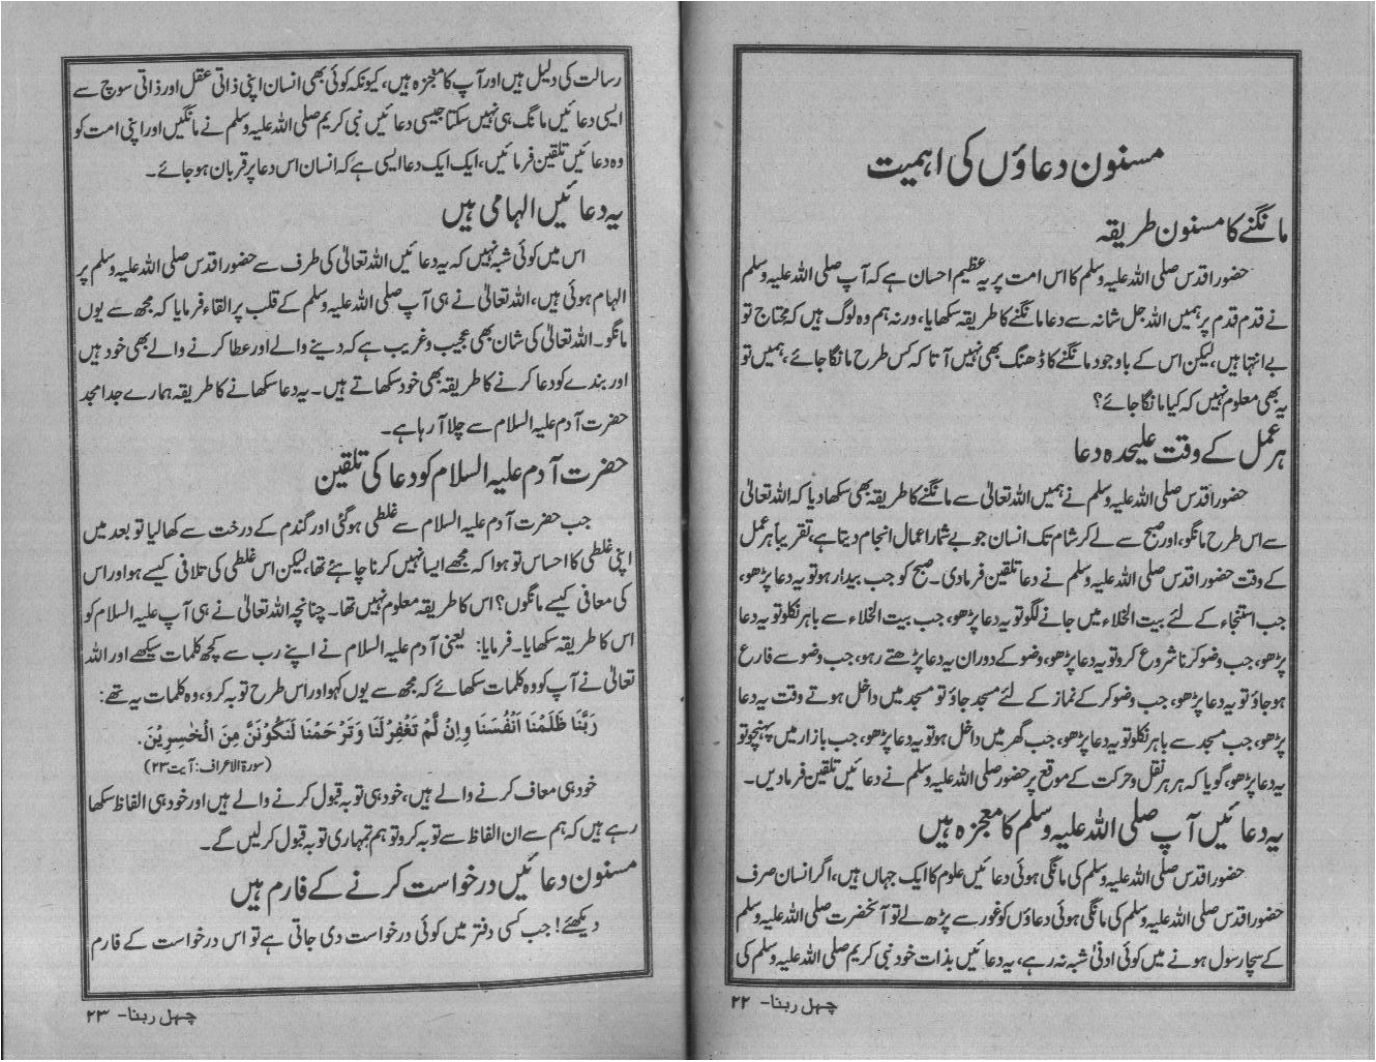 مسنون دعاؤں کی اہمیت
مانگنے کا مسنون طریقہ
حضور اقدس صلی اللہ علیہ وسلم کا اس امت پر یہ عظیم احسان ہے کہ آپ صلی اللہ علیہ وسلم
نے قدم قدم پر ہمیں اللہ جل شانہ سے دعا مانگنے کا طریقہ سکھایا، ورنہ ہم وہ لوگ ہیں کہ محتاج تو
بے انتہا ہیں، لیکن اس کے باوجود مانگنے کا ڈھنگ بھی نہیں آتا کہ کس طرح مانگا جائے، ہمیں تو
یہ بھی معلوم نہیں کہ کیا مانگا جائے؟
ہر عمل کے وقت علیحدہ دعا
حضور اقدس صلی اللہ علیہ وسلم نے ہمیں اللہ تعالیٰ سے مانگنے کا طریقہ بھی سکھا دیا کہ اللہ تعالیٰ
سے اس طرح مانگو، اور صبح سے لے کر شام تک انسان جو بے شمار اعمال انجام دیتا ہے، تقریباً ہر عمل
کے وقت حضور اقدس صلی اللہ علیہ وسلم نے دعا تلقین فرما دی۔ صبح کو جب بیدار ہو تو یہ دعا پڑھو،
جب استنجاء کے لئے بیت الخلاء میں جانے لگو تو یہ دعا پڑھو، جب بیت الخلاء سے باہر نکلو تو یہ دعا
پڑھو، جب وضو کرنا شروع کرو تو یہ دعا پڑھو، وضو کے دوران یہ دعا پڑھتے رہو، جب وضو سے فارغ
ہو جاؤ تو یہ دعا پڑھو، جب وضو کر کے نماز کے لئے مسجد جاؤ تو مسجد میں داخل ہوتے وقت یہ دعا
پڑھو، جب مسجد سے باہر نکلو تو یہ دعا پڑھو، جب گھر میں داخل ہو تو یہ دعا پڑھو، جب بازار میں پہنچو تو
یہ دعا پڑھو، گویا کہ ہر ہر نقل و حرکت کے موقع پر حضور صلی اللہ علیہ وسلم نے دعائیں تلقین فرما دیں۔
یہ دعائیں آپ صلی اللہ علیہ وسلم کا معجزہ ہیں
حضور اقدس صلی اللہ علیہ وسلم کی مانگی ہوئی دعائیں علوم کا ایک جہاں ہیں، اگر انسان صرف
حضور اقدس صلی اللہ علیہ وسلم کی مانگی ہوئی دعاؤں کو غور سے پڑھ لے تو آنحضرت صلی اللہ علیہ وسلم
کے سچا رسول ہونے میں کوئی ادنیٰ شبہ نہ رہے، یہ دعائیں بذات خود نبی کریم صلی اللہ علیہ وسلم کی
چہل ربنا- ۲۲
رسالت کی دلیل ہیں اور آپ کا معجزہ ہیں، کیونکہ کوئی بھی انسان اپنی ذاتی عقل اور ذاتی سوچ سے
ایسی دعائیں مانگ ہی نہیں سکتا جیسی دعائیں نبی کریم صلی اللہ علیہ وسلم نے مانگیں اور اپنی امت کو
وہ دعائیں تلقین فرمائیں، ایک ایک دعا ایسی ہے کہ انسان اس دعا پر قربان ہو جائے۔
یہ دعائیں الہامی ہیں
اس میں کوئی شبہ نہیں کہ یہ دعائیں اللہ تعالیٰ کی طرف سے حضور اقدس صلی اللہ علیہ وسلم پر
الہام ہوئی ہیں، اللہ تعالیٰ نے ہی آپ صلی اللہ علیہ وسلم کے قلب پر القاء فرمایا کہ مجھ سے یوں
مانگو۔ اللہ تعالیٰ کی شان بھی عجیب و غریب ہے کہ دینے والے اور عطا کرنے والے بھی خود ہیں
اور بندے کو دعا کرنے کا طریقہ بھی خود سکھاتے ہیں۔ یہ دعا سکھانے کا طریقہ ہمارے جد امجد
حضرت آدم علیہ السلام سے چلا آ رہا ہے۔
حضرت آدم علیہ السلام کو دعا کی تلقین
جب حضرت آدم علیہ السلام سے غلطی ہو گئی اور گندم کے درخت سے کھا لیا تو بعد میں
اپنی غلطی کا احساس تو ہوا کہ مجھے ایسا نہیں کرنا چاہئے تھا، لیکن اس غلطی کی تلافی کیسے ہو اور اس
کی معافی کیسے مانگوں؟ اس کا طریقہ معلوم نہیں تھا۔ چنانچہ اللہ تعالیٰ نے ہی آپ علیہ السلام کو
اس کا طریقہ سکھایا۔ فرمایا: یعنی آدم علیہ السلام نے اپنے رب سے کچھ کلمات سیکھے اور اللہ
تعالیٰ نے آپ کو وہ کلمات سکھائے کہ مجھ سے یوں کہو اور اس طرح توبہ کرو، وہ کلمات یہ تھے:
رَبَّنَا ظَلَمْنَا اَنْفُسَنَا وَاِنْ لَّمْ تَغْفِرْلَنَا وَتَرْحَمْنَا لَنَكُوْنَنَّ مِنَ الْخٰسِرِيْنَ.
(سورۃ الاعراف: آیت ۲۳)
خود ہی معاف کرنے والے ہیں، خود ہی توبہ قبول کرنے والے ہیں اور خود ہی الفاظ سکھا
رہے ہیں کہ ہم سے ان الفاظ سے توبہ کرو تو ہم تمہاری توبہ قبول کر لیں گے۔
مسنون دعائیں درخواست کرنے کے فارم ہیں
دیکھئے! جب کسی دفتر میں کوئی درخواست دی جاتی ہے تو اس درخواست کے فارم
چہل ربنا- ۲۳